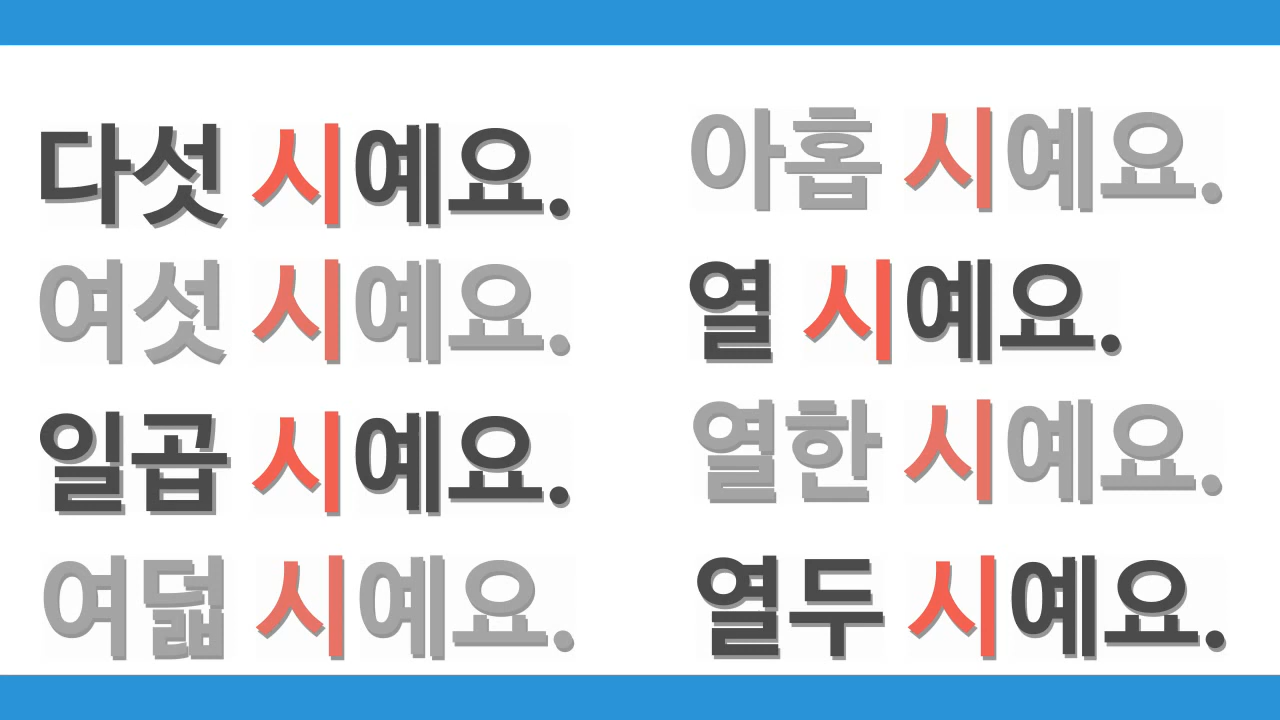 다섯 시예요.
여섯 시예요.
일곱 시예요.
여덟 시예요.
아홉 시예요.
열 시예요.
열한 시예요.
열두 시예요.